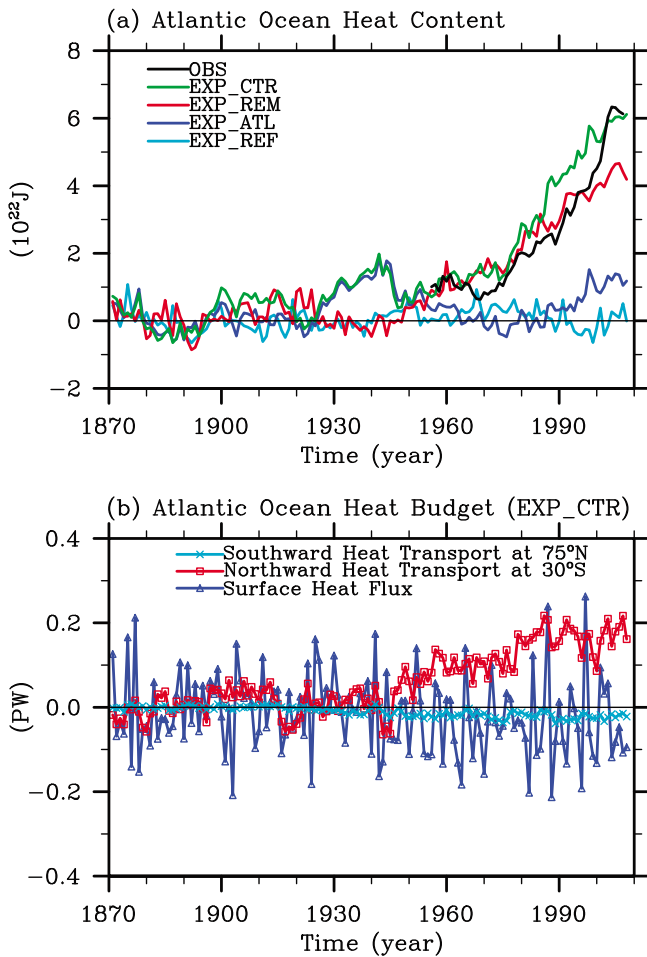 (a) Atlantic Ocean Heat Content
8
OBS
EXP_CTR
EXP_REM
EXP_ATL
EXP_REF
6
4
2
0
−2
(10²²J)
1870 1900 1930 1960 1990
Time (year)
(b) Atlantic Ocean Heat Budget (EXP_CTR)
0.4
Southward Heat Transport at 75°N
Northward Heat Transport at 30°S
Surface Heat Flux
0.2
0.0
−0.2
−0.4
(PW)
1870 1900 1930 1960 1990
Time (year)